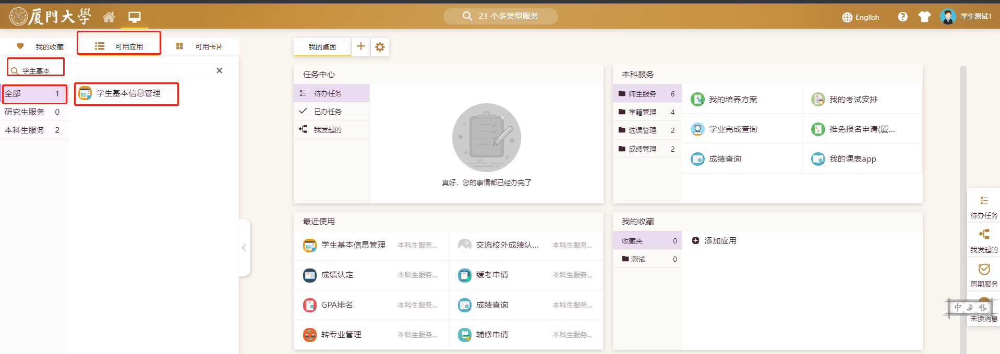 廈門大學
21 个多类型服务
English
学生测试1
我的收藏
可用应用
可用卡片
学生基本
全部 1
研究生服务 0
本科生服务 2
学生基本信息管理
我的桌面
任务中心
待办任务
已办任务
我发起的
真好，您的事情都已经办完了
本科服务
师生服务 6
学籍管理 4
选课管理 2
成绩管理 2
我的培养方案
我的考试安排
学业完成查询
推免报名申请(厦...
成绩查询
我的课表app
最近使用
学生基本信息管理 本科生服务...
交流校外成绩认... 本科生服务...
成绩认定 本科生服务...
缓考申请 本科生服务...
GPA排名 本科生服务...
成绩查询 本科生服务...
转专业管理 本科生服务...
辅修申请 本科生服务...
我的收藏
收藏夹 0
测试 0
添加应用
待办任务
我发起的
周期服务
中
未读消息